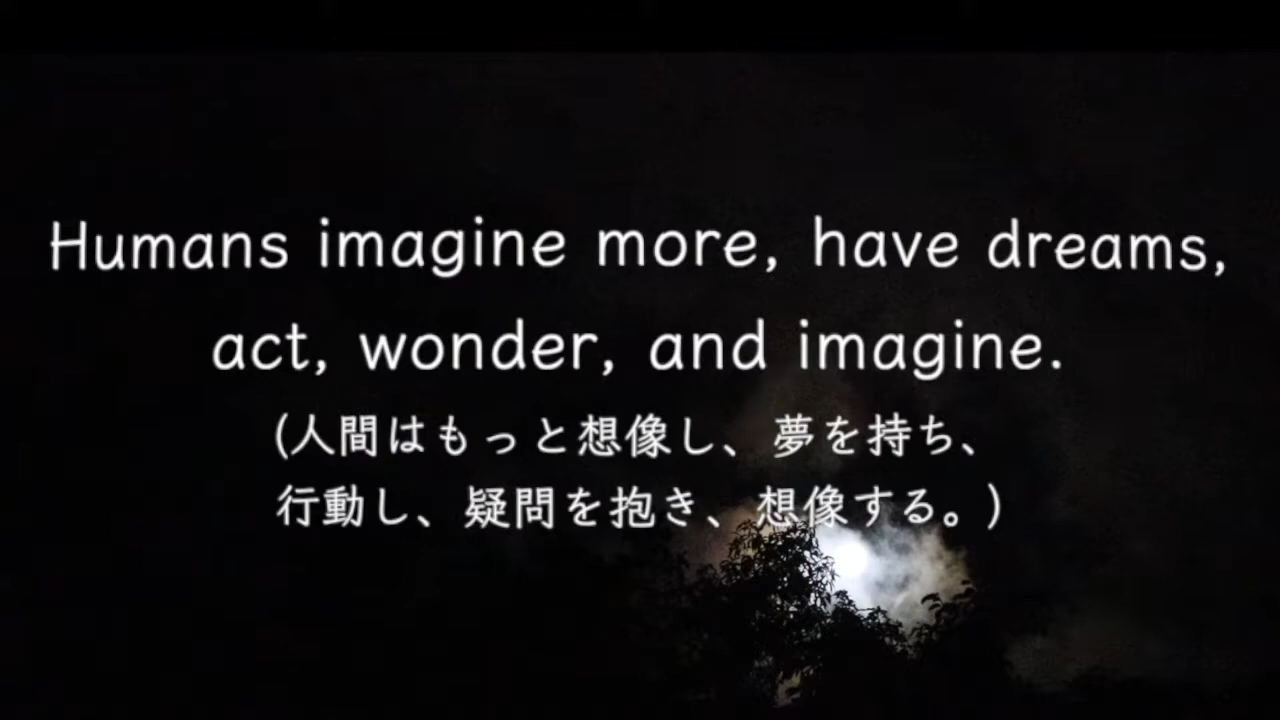 Humans imagine more, have dreams,
act, wonder, and imagine.
(人間はもっと想像し、夢を持ち、
行動し、疑問を抱き、想像する。)